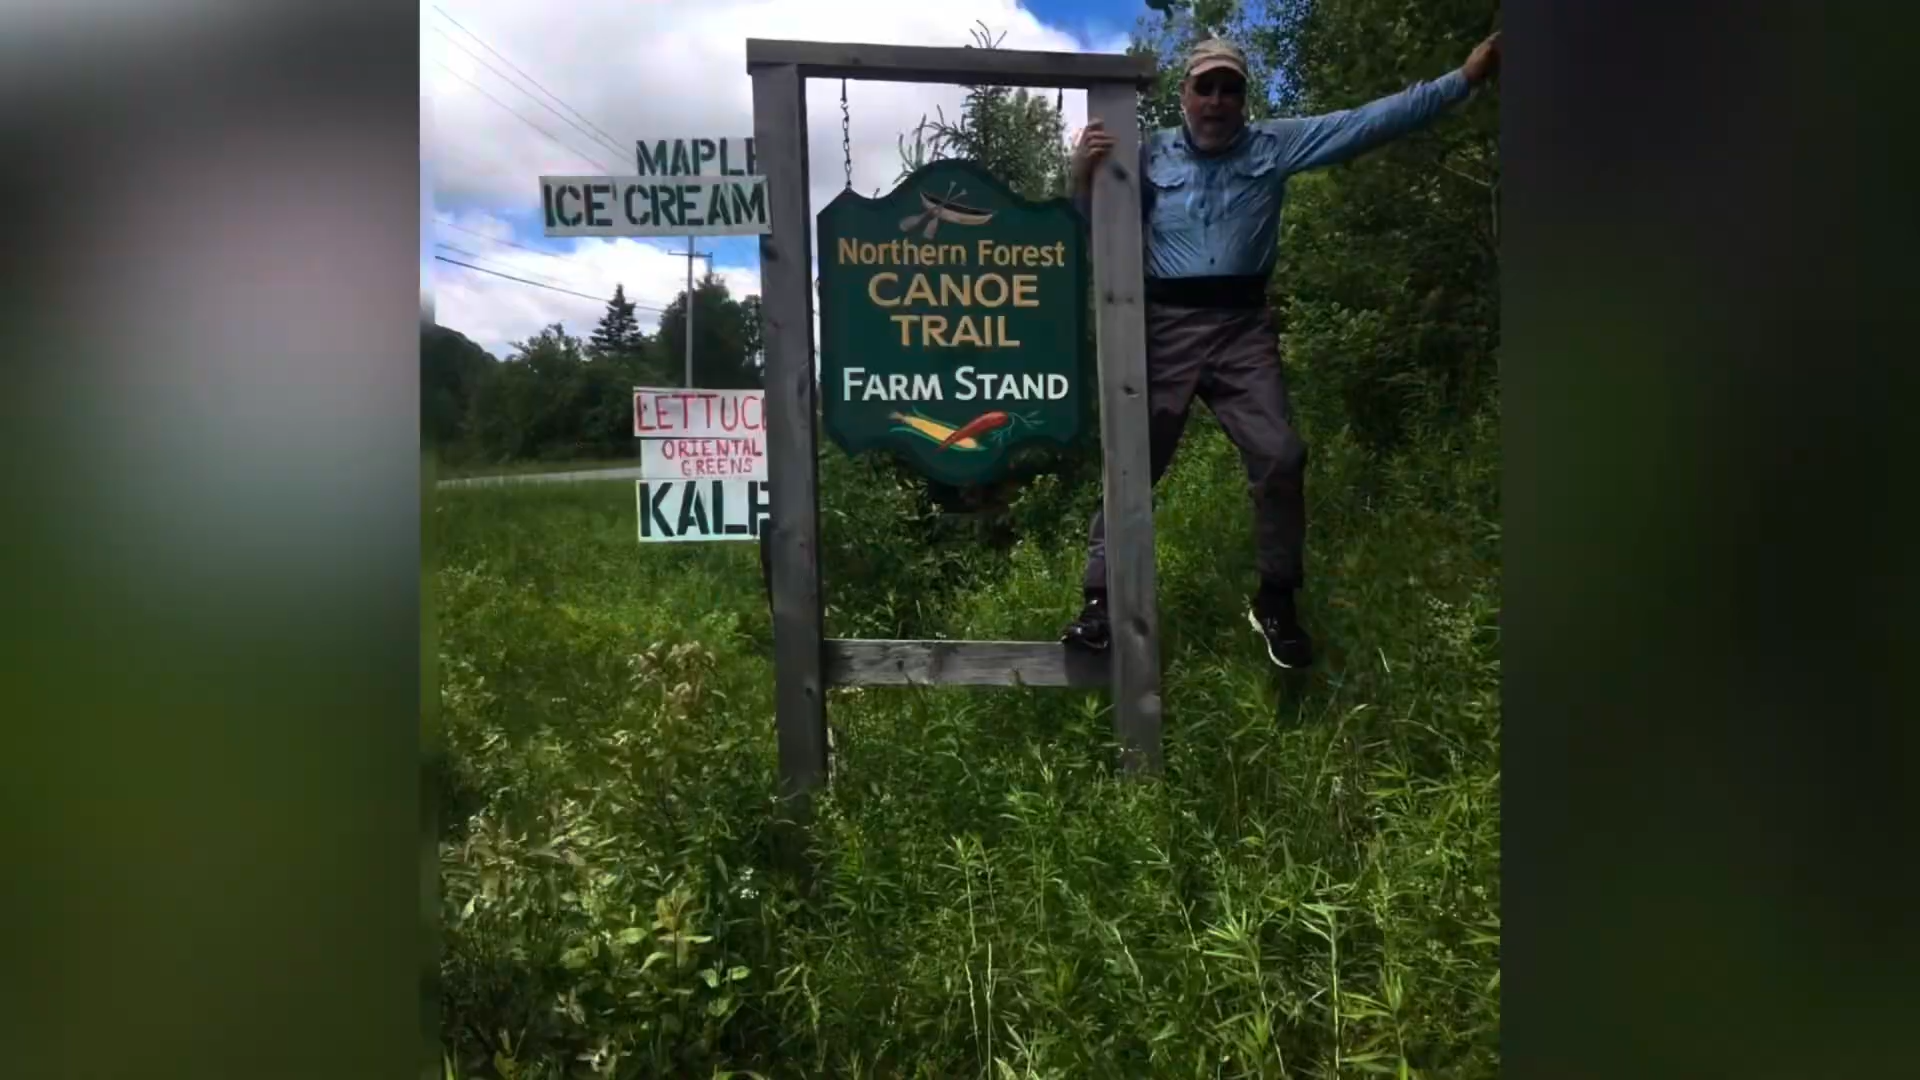 MAPLE
ICE CREAM
Northern Forest
CANOE
TRAIL
FARM STAND
LETTUCE
ORIENTAL
GREENS
KALE